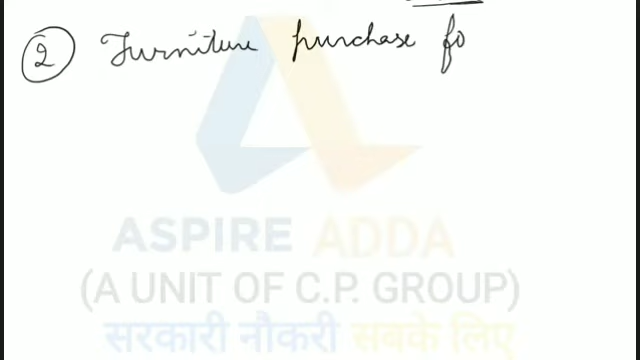 2 Furniture purchase fo
ASPIRE ADDA
(A UNIT OF C.P. GROUP)
सरकारी नौकरी सबके लिए